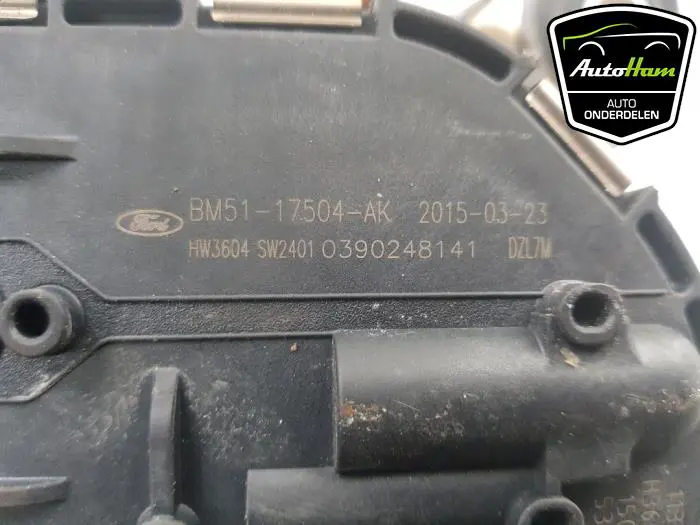 AutoHam
AUTO
ONDERDELEN
Ford
BM51-17504-AK 2015-03-23
HW3604 SW2401 0390248141 DZL7M